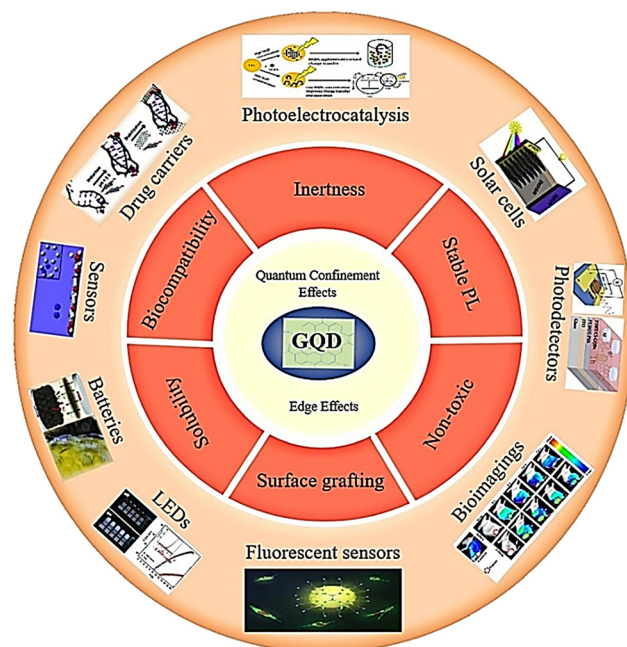 Photoelectrocatalysis
Solar cells
Photodetectors
Bioimagings
Fluorescent sensors
LEDs
Batteries
Sensors
Drug carriers
Inertness
Stable PL
Non-toxic
Surface grafting
Solubility
Biocompatibility
Quantum Confinement
Effects
GQD
Edge Effects